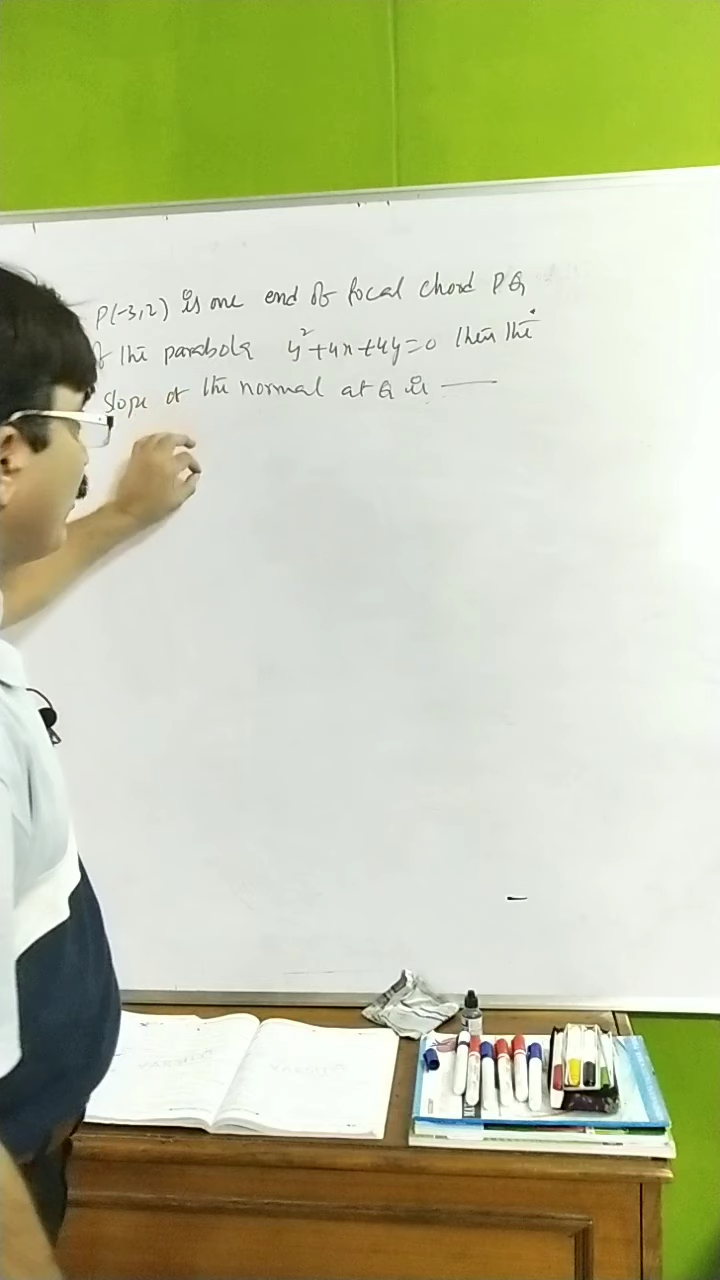 P(-3,2) is one end of focal chord PQ
of the parabola y²+4x+4y=0 then the
slope of the normal at Q is ——